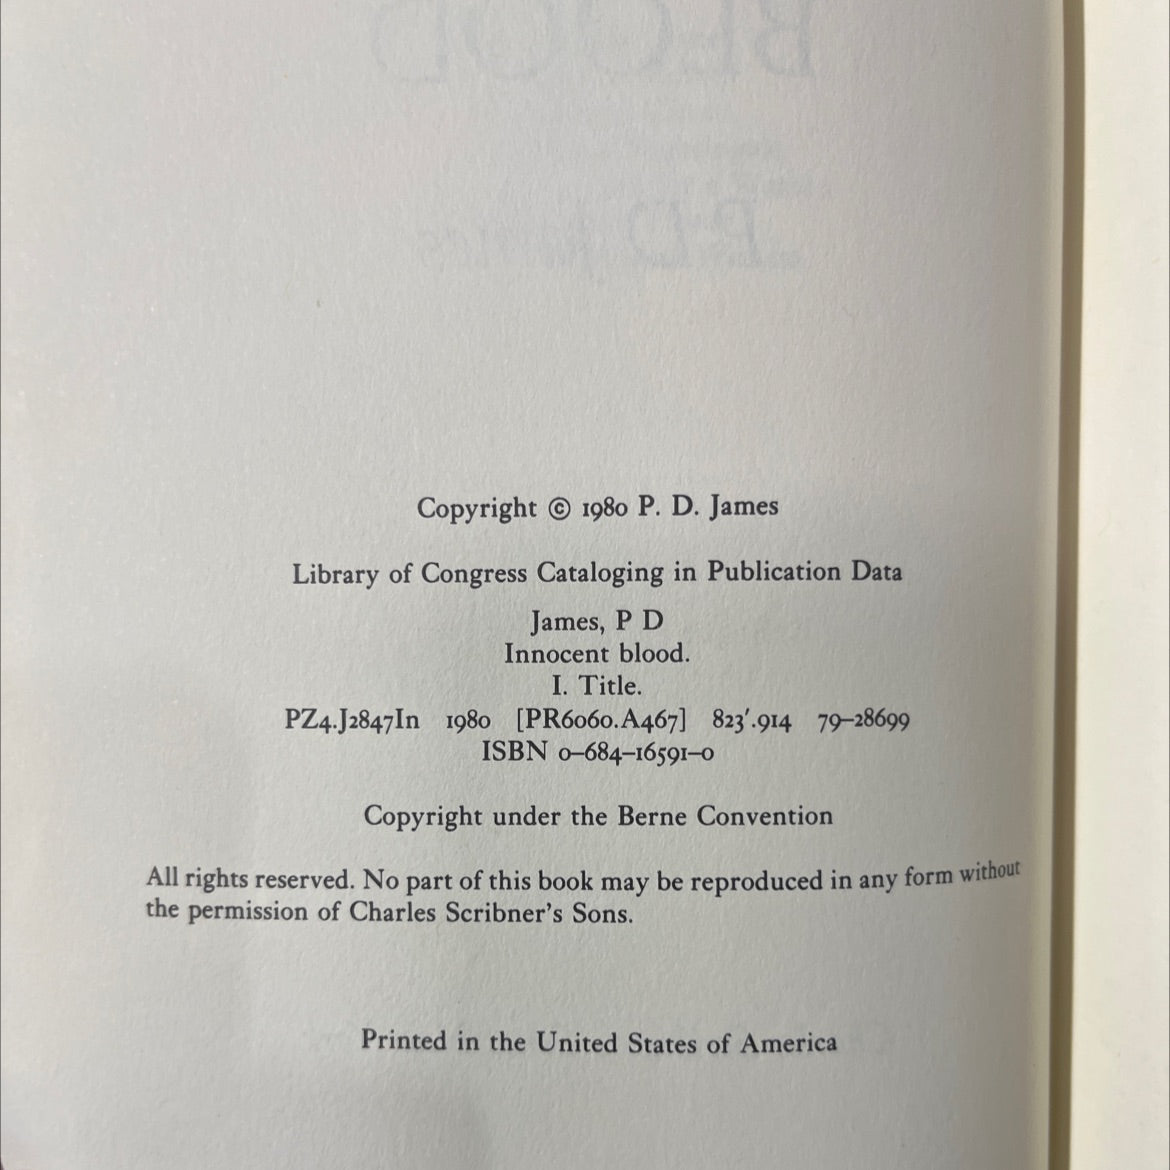 BLOOD
P. D. James
Copyright © 1980 P. D. James
Library of Congress Cataloging in Publication Data
James, P D
Innocent blood.
I. Title.
PZ4.J2847In 1980 [PR6060.A467] 823'.914 79–28699
ISBN 0–684–16591–0
Copyright under the Berne Convention
All rights reserved. No part of this book may be reproduced in any form without
the permission of Charles Scribner's Sons.
Printed in the United States of America